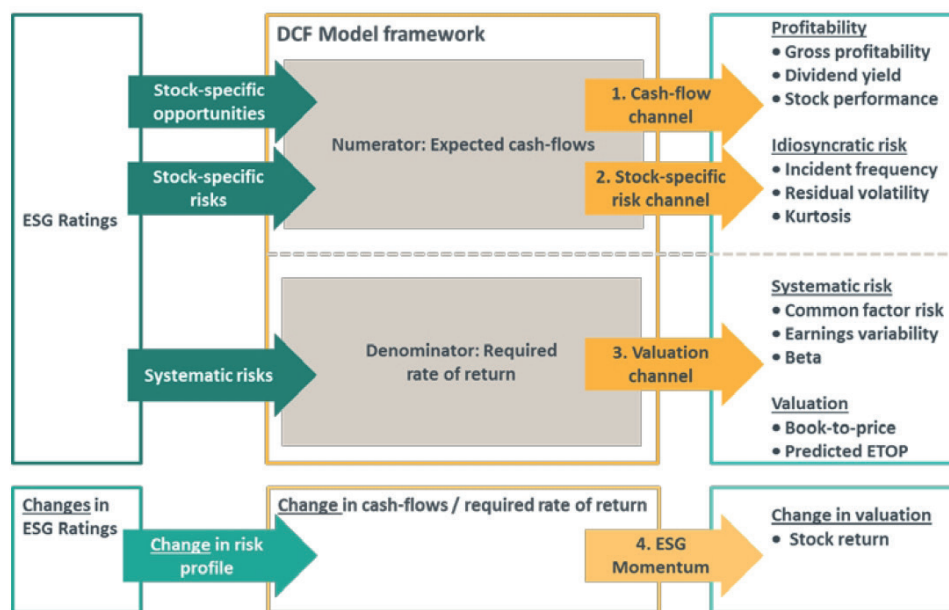 DCF Model framework
ESG Ratings
Stock-specific
opportunities
Stock-specific
risks
Systematic risks
Numerator: Expected cash-flows
Denominator: Required
rate of return
1. Cash-flow
channel
2. Stock-specific
risk channel
3. Valuation
channel
Profitability
• Gross profitability
• Dividend yield
• Stock performance
Idiosyncratic risk
• Incident frequency
• Residual volatility
• Kurtosis
Systematic risk
• Common factor risk
• Earnings variability
• Beta
Valuation
• Book-to-price
• Predicted ETOP
Changes in
ESG Ratings
Change in risk
profile
Change in cash-flows / required rate of return
4. ESG
Momentum
Change in valuation
• Stock return